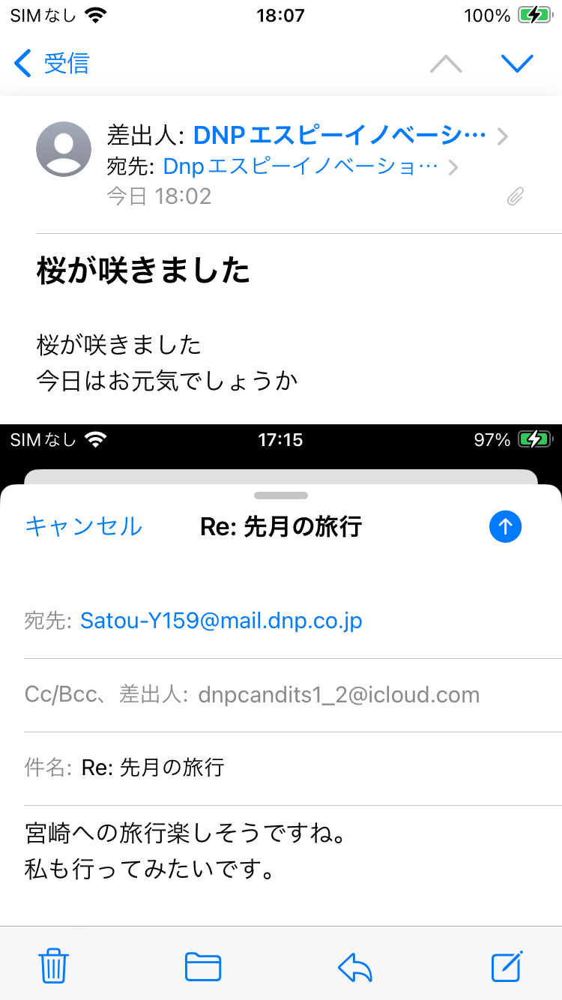 SIMなし 18:07 100%
受信
差出人: DNPエスピーイノベーシ…
宛先: Dnpエスピーイノベーショ…
今日 18:02
桜が咲きました
桜が咲きました
今日はお元気でしょうか
SIMなし 17:15 97%
キャンセル Re: 先月の旅行
宛先: Satou-Y159@mail.dnp.co.jp
Cc/Bcc、差出人: dnpcandits1_2@icloud.com
件名: Re: 先月の旅行
宮崎への旅行楽しそうですね。
私も行ってみたいです。